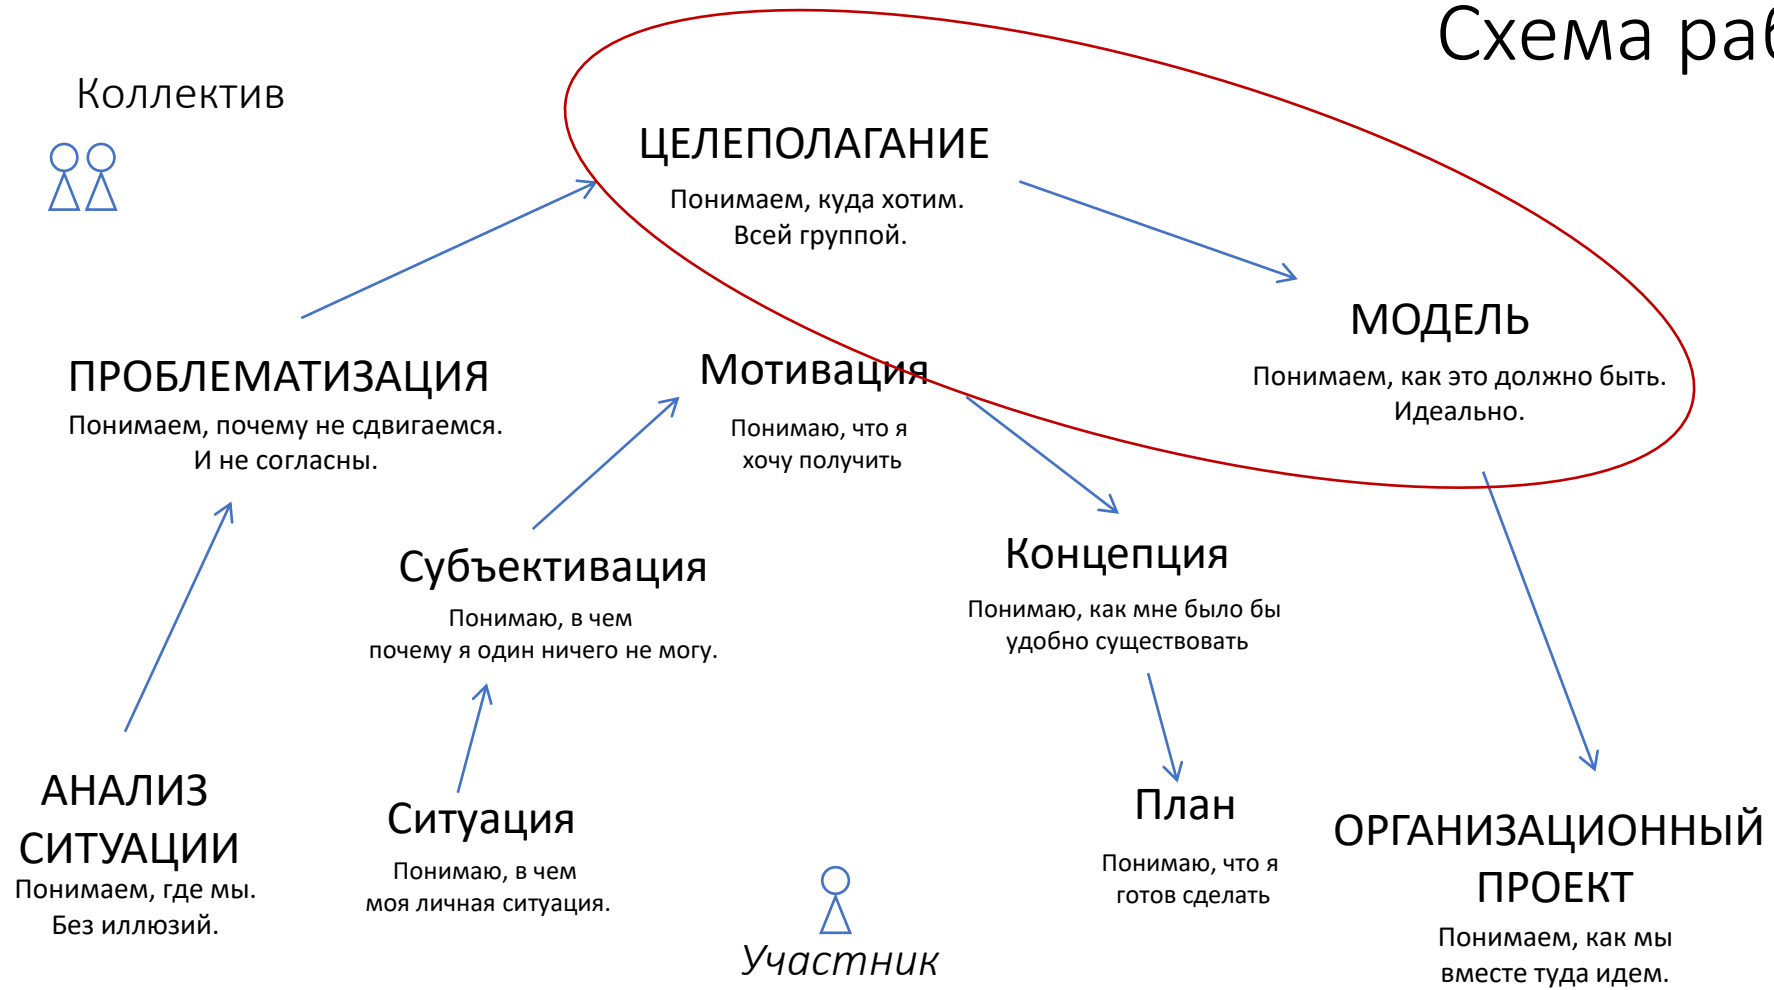 Схема
Коллектив
ЦЕЛЕПОЛАГАНИЕ
Понимаем, куда хотим.
Всей группой.
МОДЕЛЬ
Понимаем, как это должно быть.
Идеально.
ПРОБЛЕМАТИЗАЦИЯ
Понимаем, почему не сдвигаемся.
И не согласны.
Мотивация
Понимаю, что я
хочу получить
Субъективация
Понимаю, в чем
почему я один ничего не могу.
Концепция
Понимаю, как мне было бы
удобно существовать
АНАЛИЗ
СИТУАЦИИ
Понимаем, где мы.
Без иллюзий.
Ситуация
Понимаю, в чем
моя личная ситуация.
План
Понимаю, что я
готов сделать
ОРГАНИЗАЦИОННЫЙ
ПРОЕКТ
Понимаем, как мы
вместе туда идем.
Участник